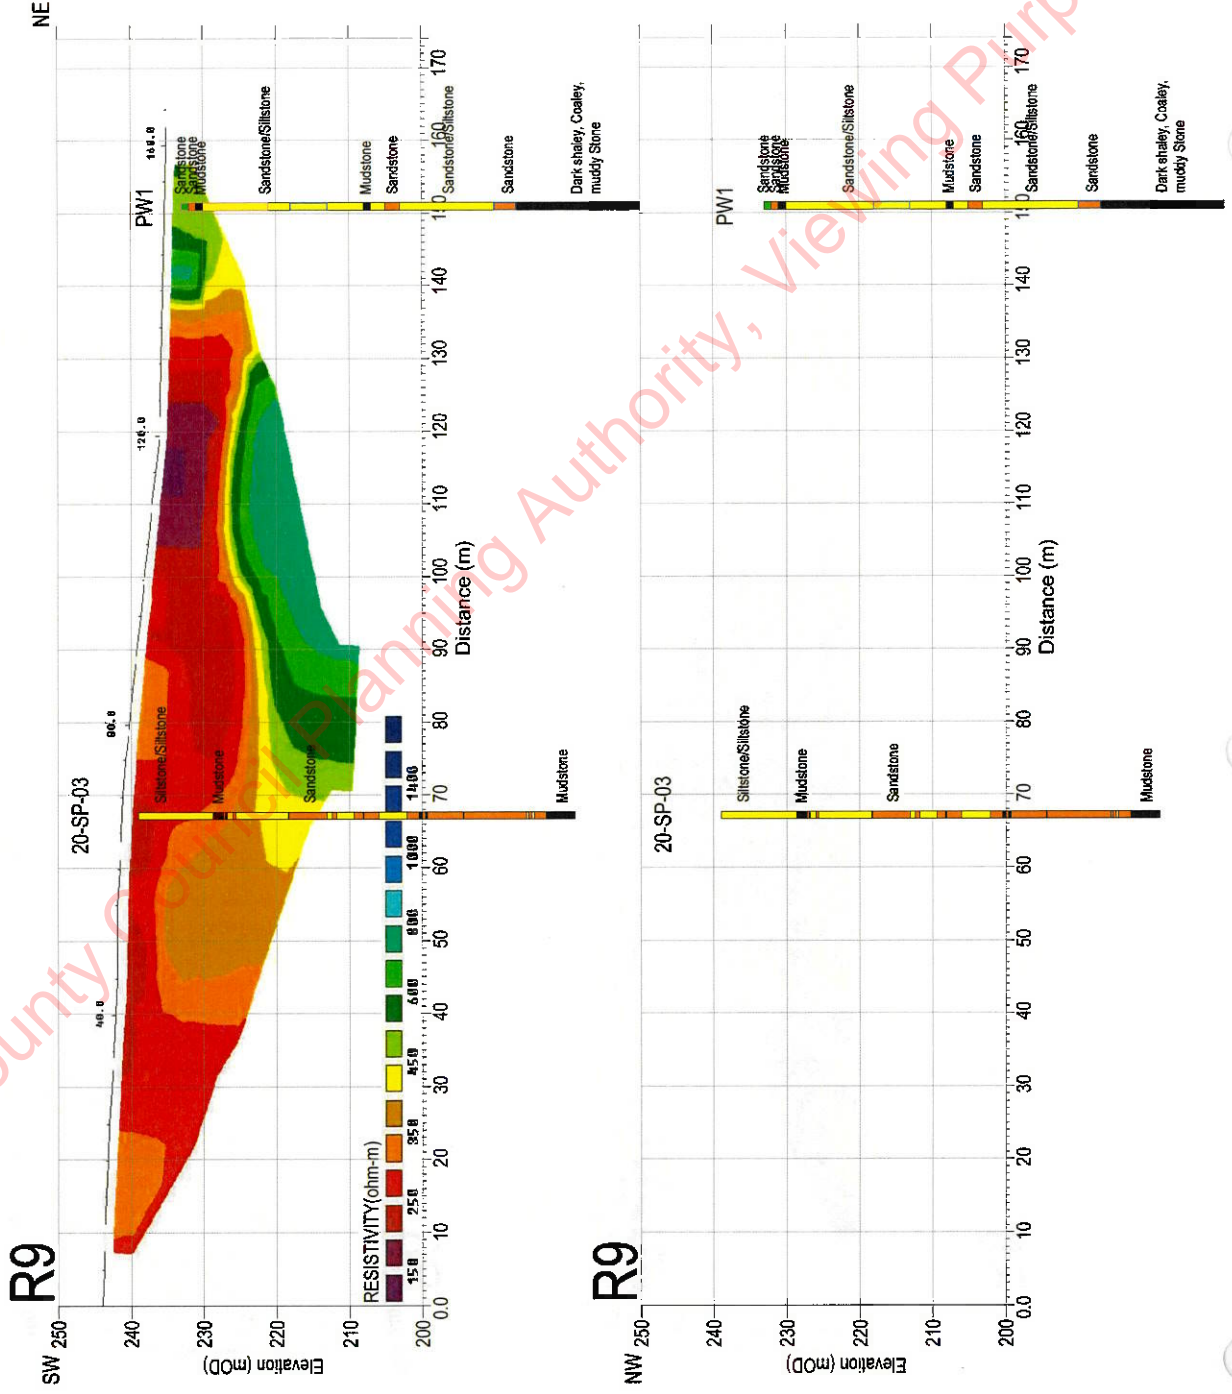 R9
SW
NE
250
240
230
220
210
200
Elevation (mOD)
40.0
80.0
120.0
160.0
20-SP-03
Siltstone/Siltstone
Mudstone
Sandstone
Mudstone
PW1
Sandstone
Sandstone
Mudstone
Sandstone/Siltstone
Mudstone
Sandstone
Sandstone/Siltstone
Sandstone
Dark shaley, Coaley,
muddy Stone
RESISTIVITY(ohm-m)
150 250 350 450 600 800 1000 1400
0.0 10 20 30 40 50 60 70 80 90 100 110 120 130 140 150 160 170
Distance (m)
R9
NW
250
240
230
220
210
200
Elevation (mOD)
20-SP-03
Siltstone/Siltstone
Mudstone
Sandstone
Mudstone
PW1
Sandstone
Sandstone
Mudstone
Sandstone/Siltstone
Mudstone
Sandstone
Sandstone/Siltstone
Sandstone
Dark shaley, Coaley,
muddy Stone
0.0 10 20 30 40 50 60 70 80 90 100 110 120 130 140 150 160 170
Distance (m)
ounty Council Planning Authority, Viewing Purp